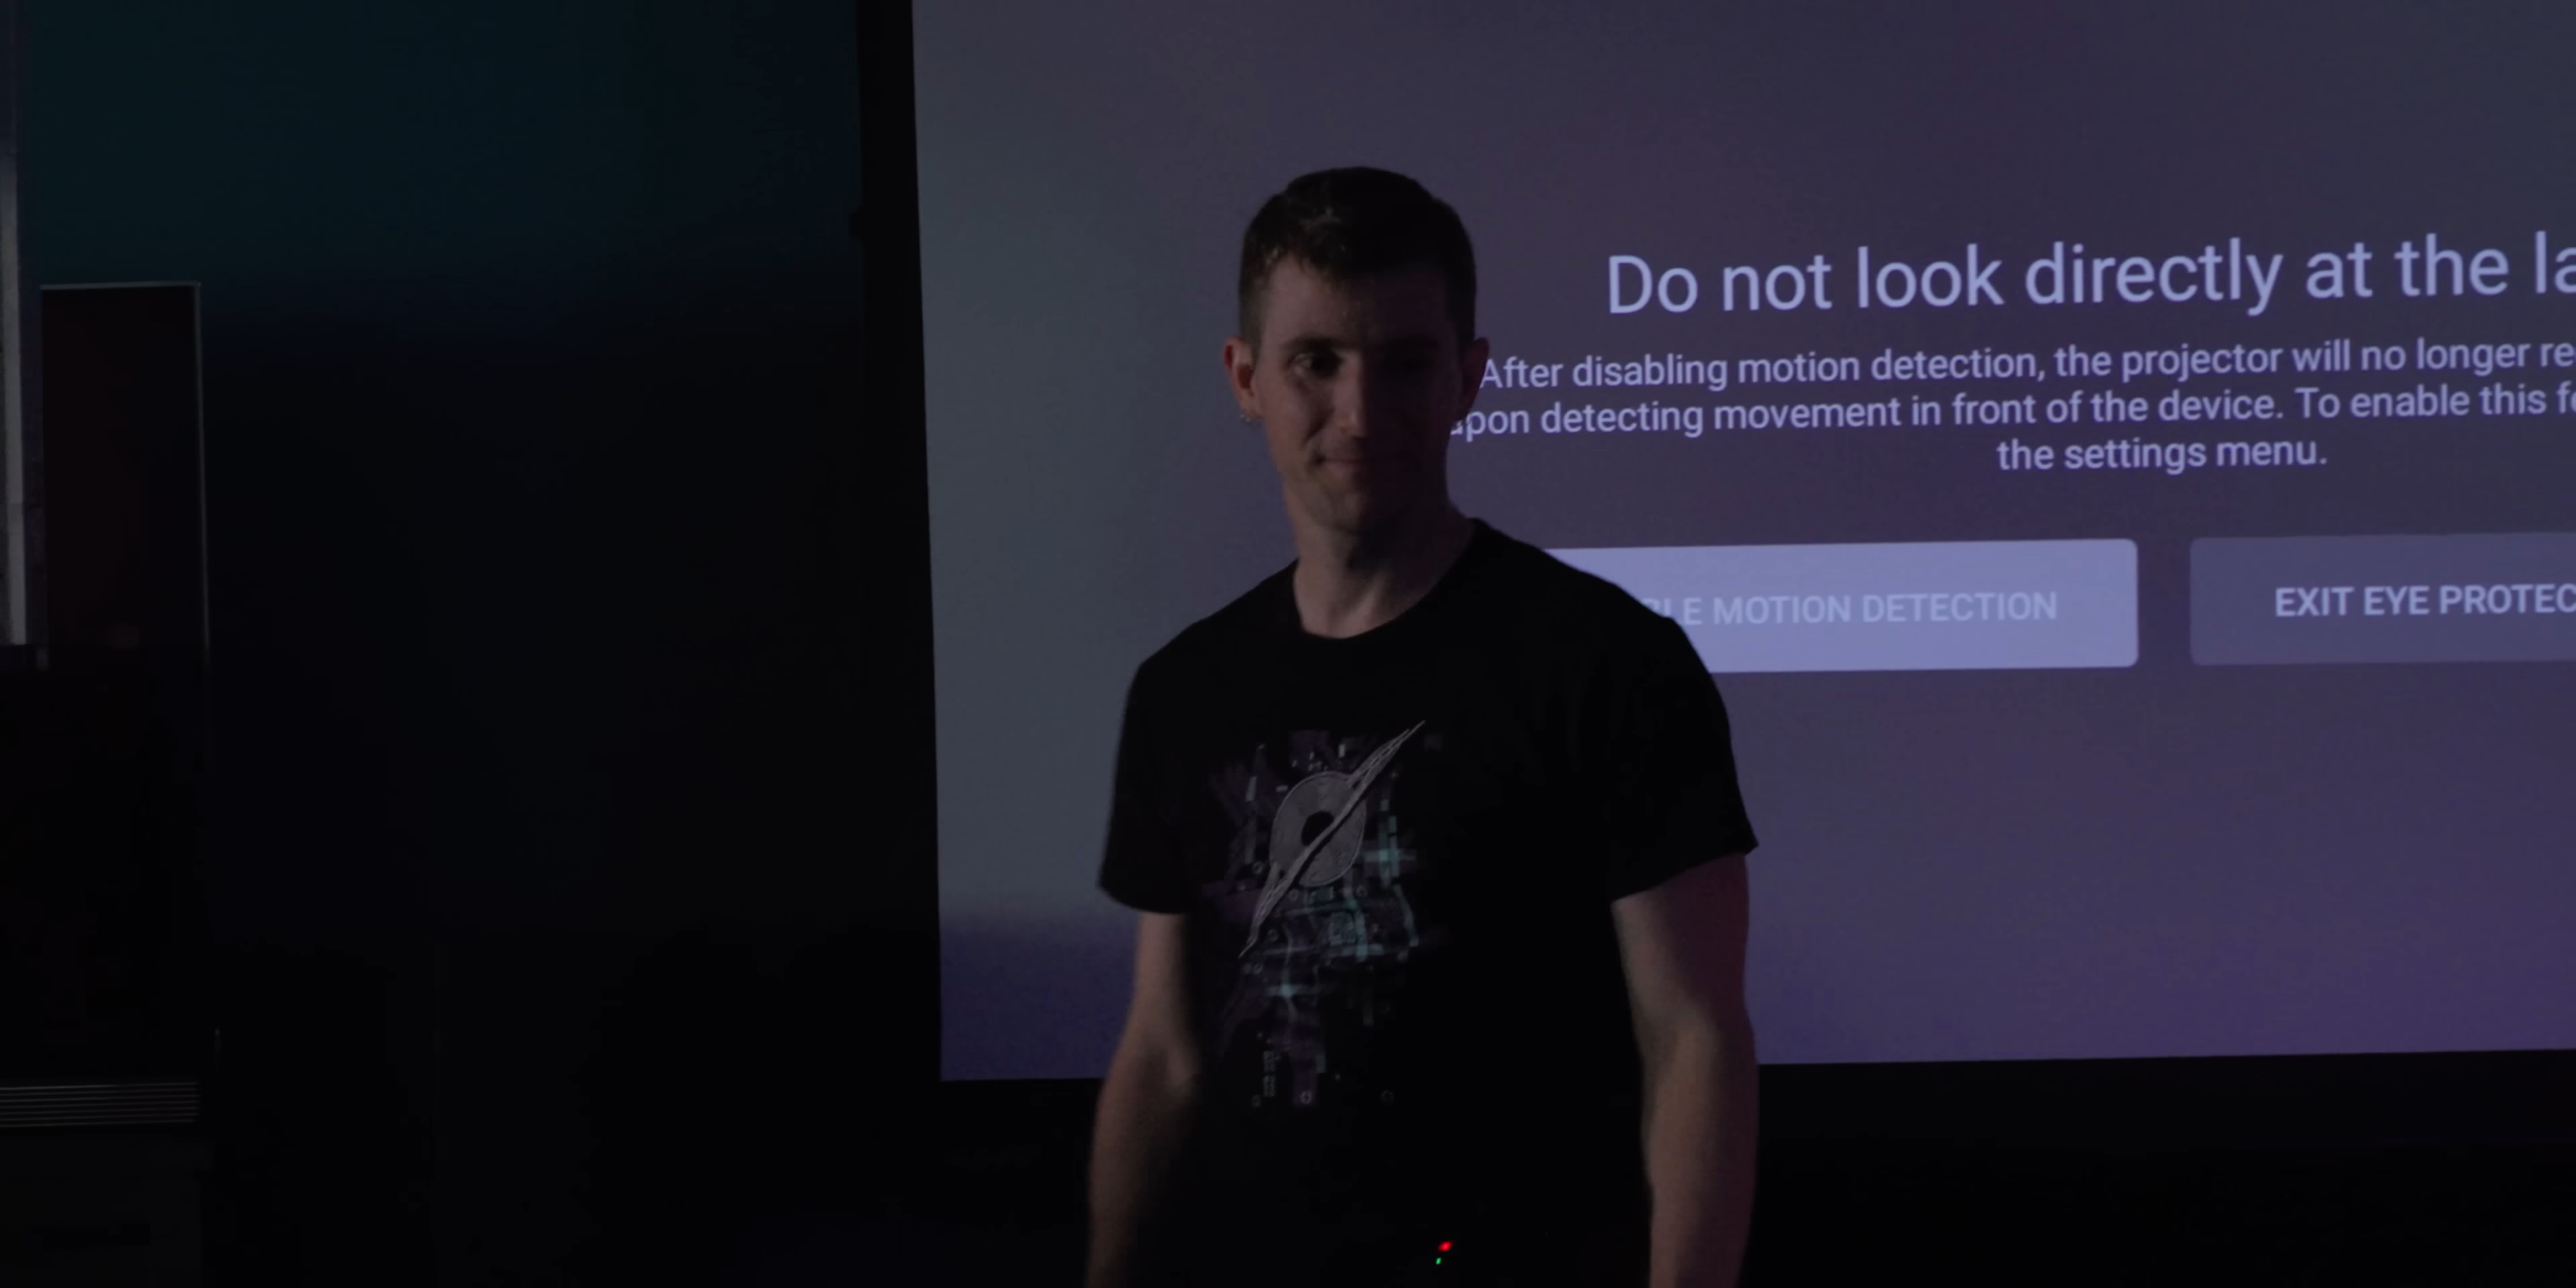 Do not look directly at the la
After disabling motion detection, the projector will no longer re
upon detecting movement in front of the device. To enable this fe
the settings menu.
LE MOTION DETECTION
EXIT EYE PROTEC